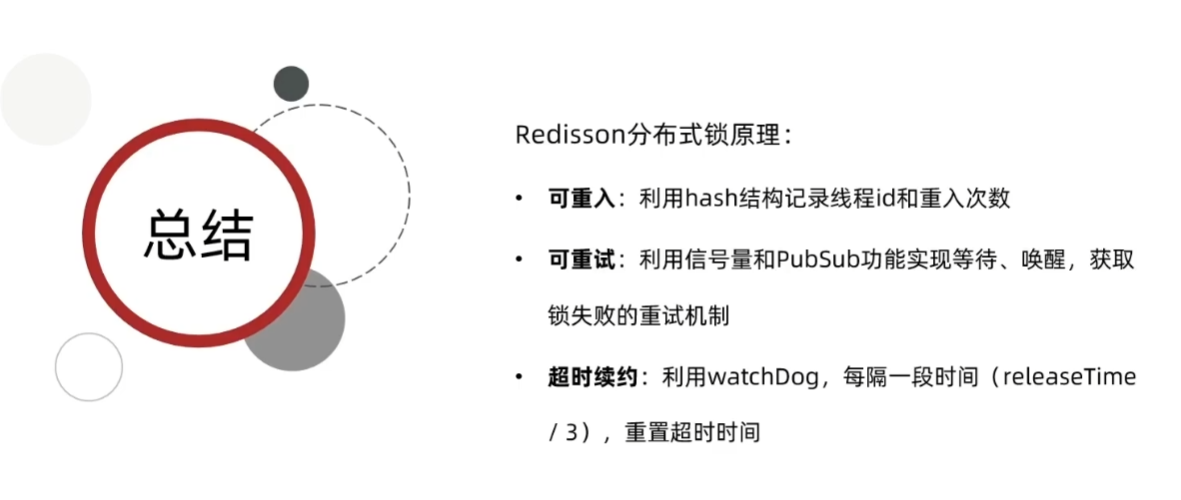 总结
Redisson分布式锁原理：
• 可重入：利用hash结构记录线程id和重入次数
• 可重试：利用信号量和PubSub功能实现等待、唤醒，获取
锁失败的重试机制
• 超时续约：利用watchDog，每隔一段时间（releaseTime
/ 3），重置超时时间